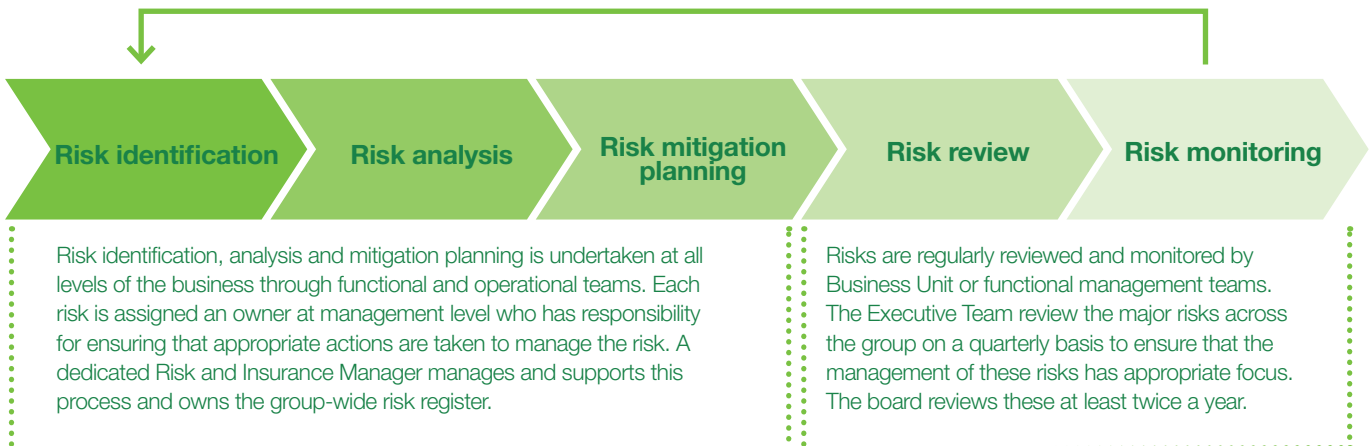 Risk identification
Risk analysis
Risk mitigation
planning
Risk review
Risk monitoring
Risk identification, analysis and mitigation planning is undertaken at all
levels of the business through functional and operational teams. Each
risk is assigned an owner at management level who has responsibility
for ensuring that appropriate actions are taken to manage the risk. A
dedicated Risk and Insurance Manager manages and supports this
process and owns the group-wide risk register.
Risks are regularly reviewed and monitored by
Business Unit or functional management teams.
The Executive Team review the major risks across
the group on a quarterly basis to ensure that the
management of these risks has appropriate focus.
The board reviews these at least twice a year.